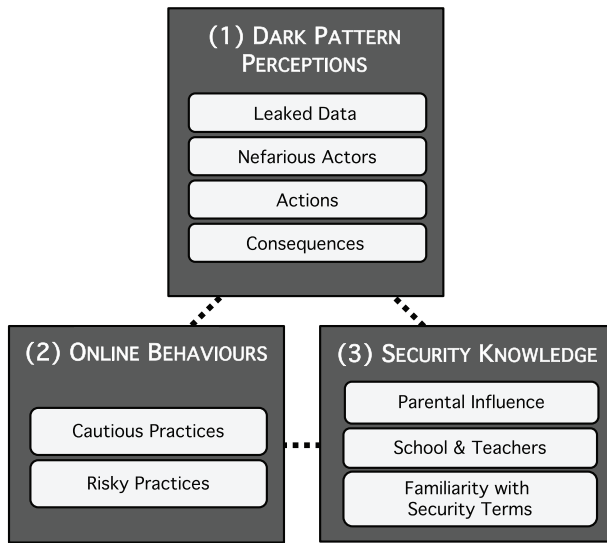 (1) DARK PATTERN
PERCEPTIONS
Leaked Data
Nefarious Actors
Actions
Consequences
(2) ONLINE BEHAVIOURS
Cautious Practices
Risky Practices
(3) SECURITY KNOWLEDGE
Parental Influence
School & Teachers
Familiarity with
Security Terms